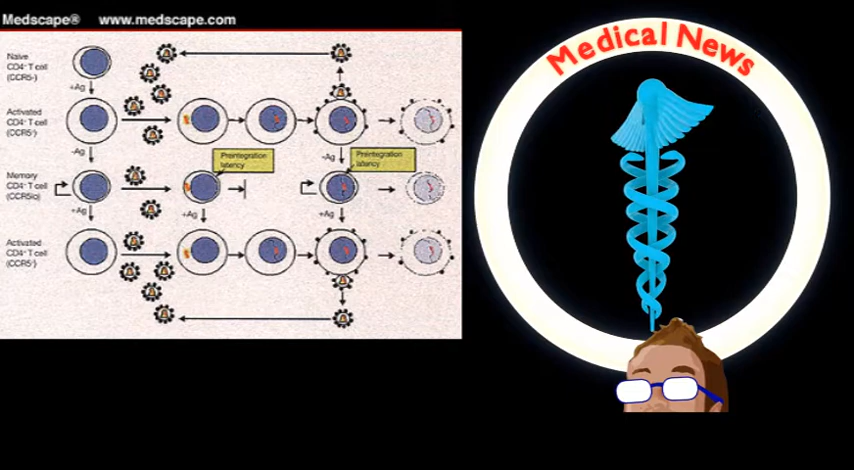 Medscape® www.medscape.com
Medical News
Naive
CD4⁺ T cell
(CCR5-)
+Ag
Activated
CD4⁺ T cell
(CCR5⁺)
-Ag
-Ag
Preintegration
latency
Preintegration
latency
Memory
CD4⁺ T cell
(CCR5lo)
+Ag
+Ag
+Ag
Activated
CD4⁺ T cell
(CCR5⁺)